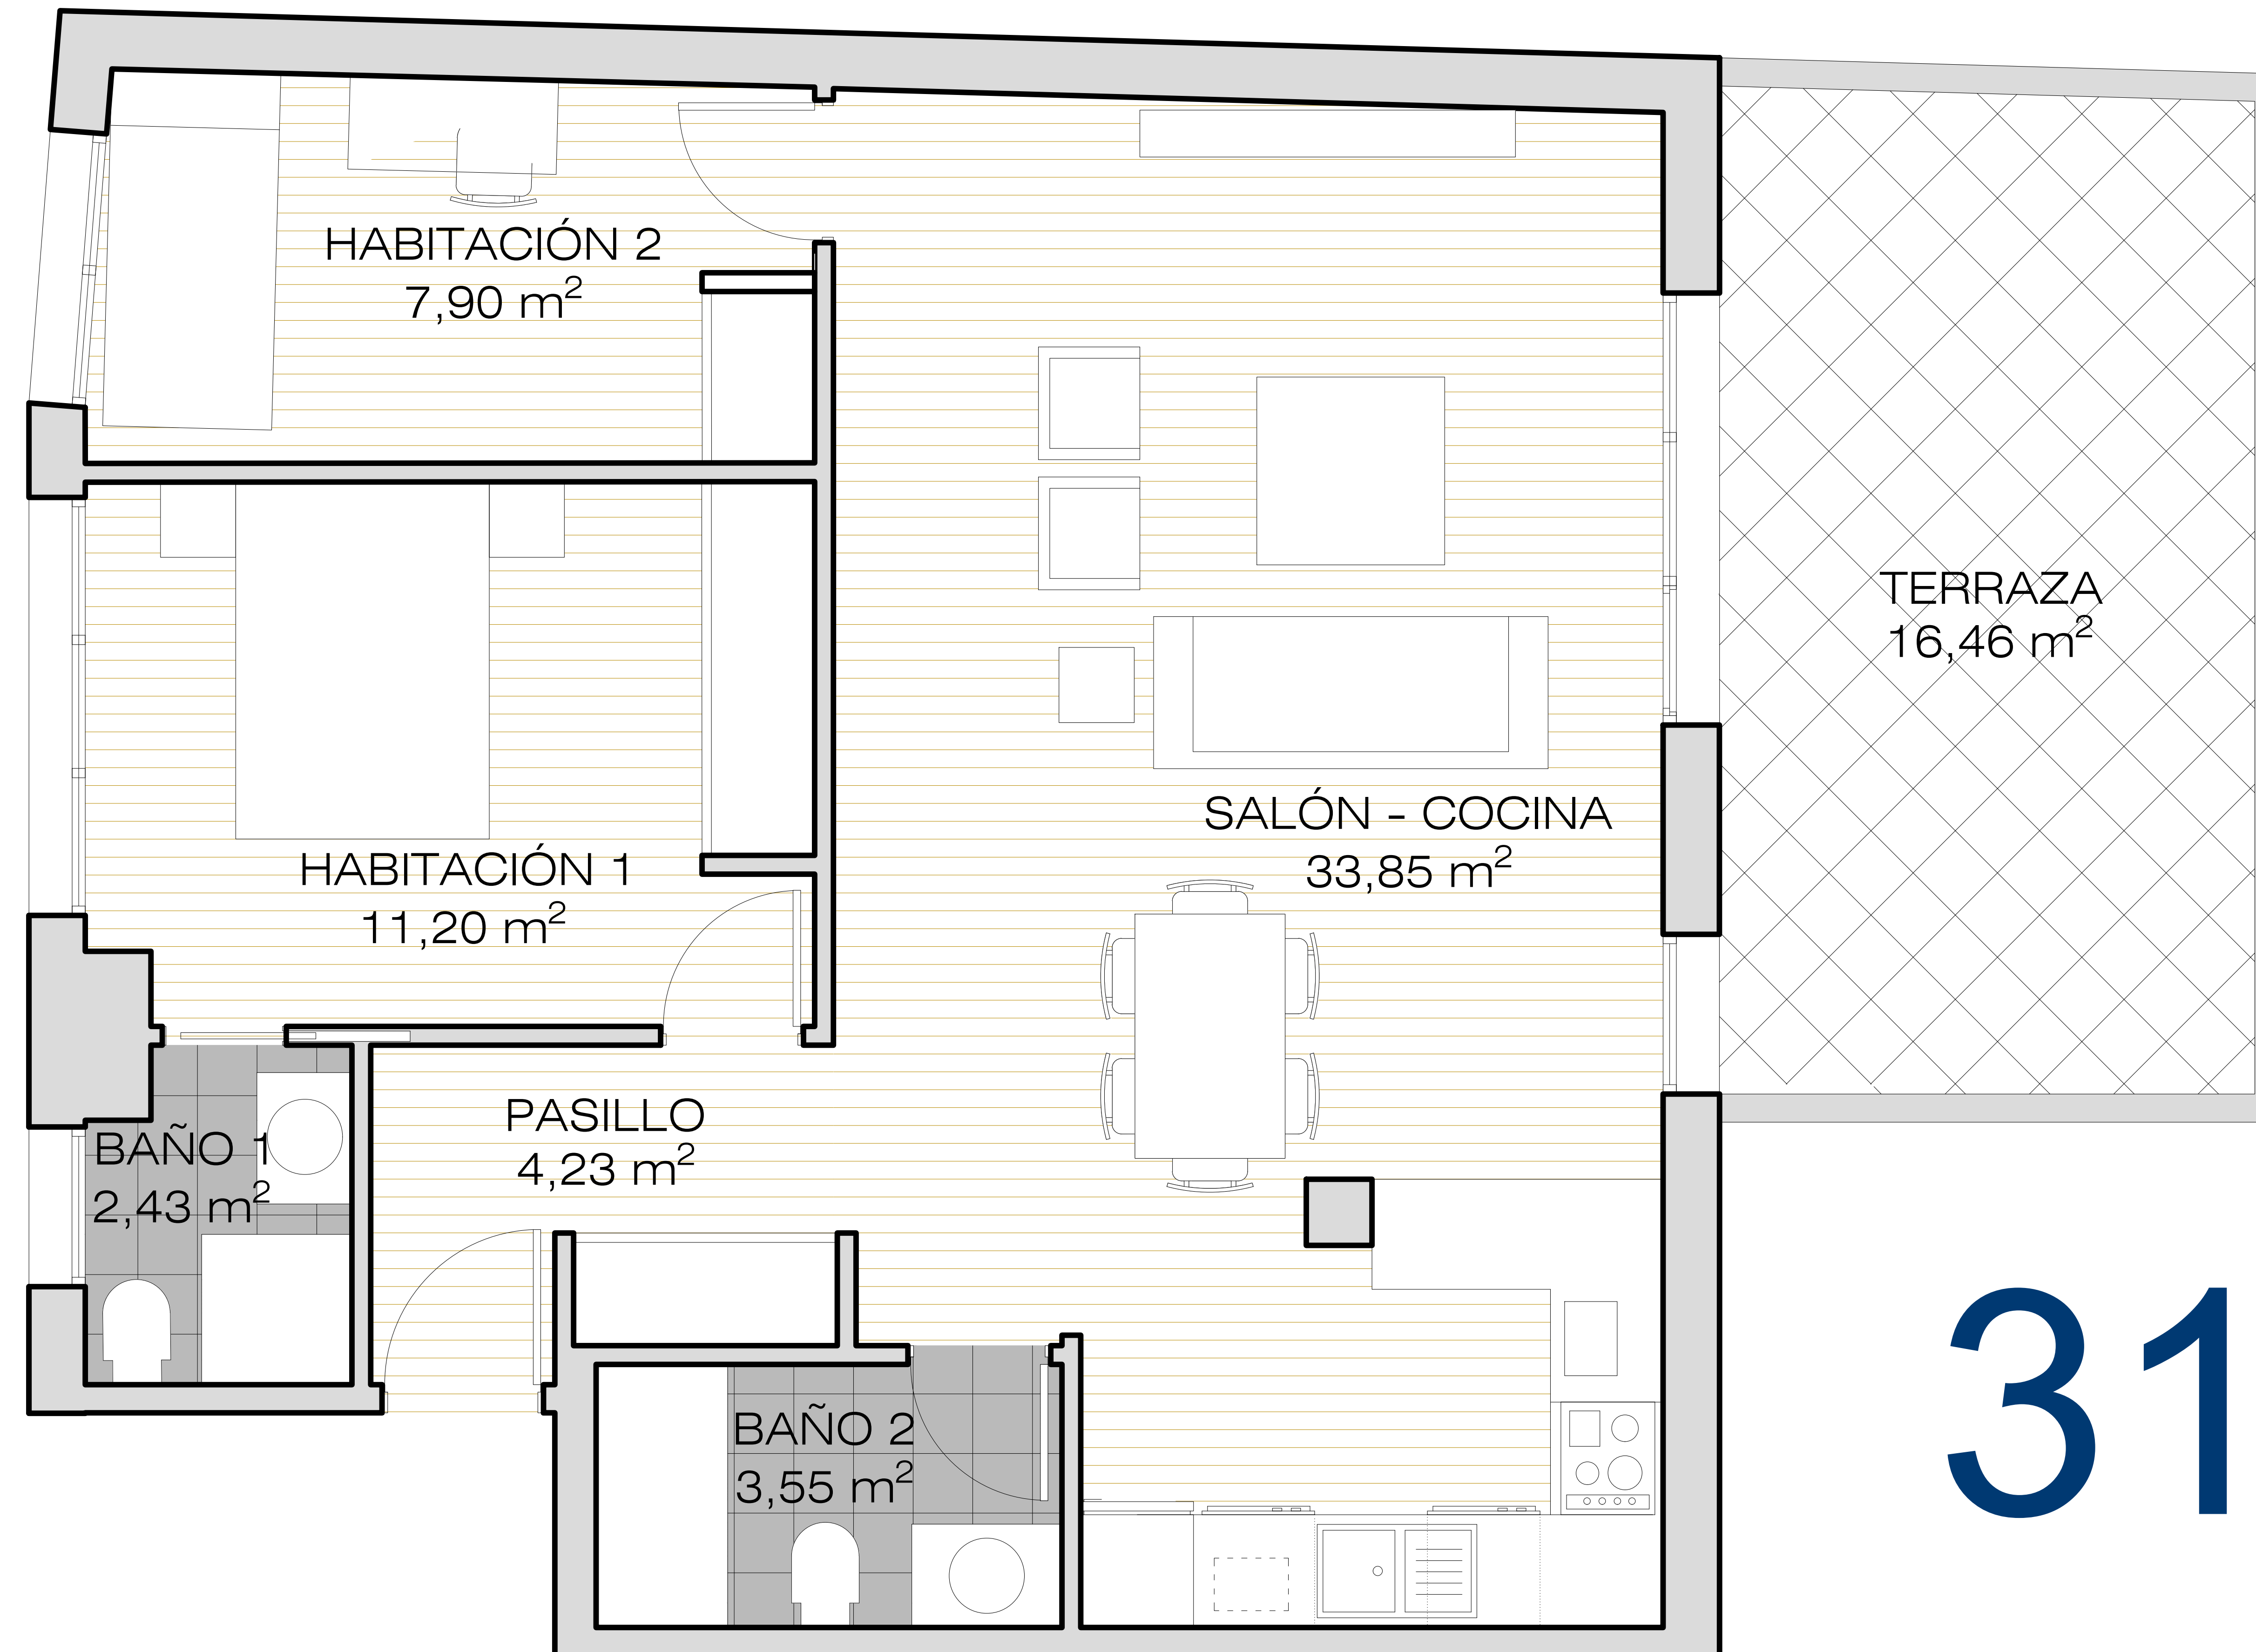 HABITACIÓN 2
7,90 m²
TERRAZA
16,46 m²
SALÓN - COCINA
33,85 m²
HABITACIÓN 1
11,20 m²
PASILLO
4,23 m²
BAÑO 1
2,43 m²
BAÑO 2
3,55 m²
31